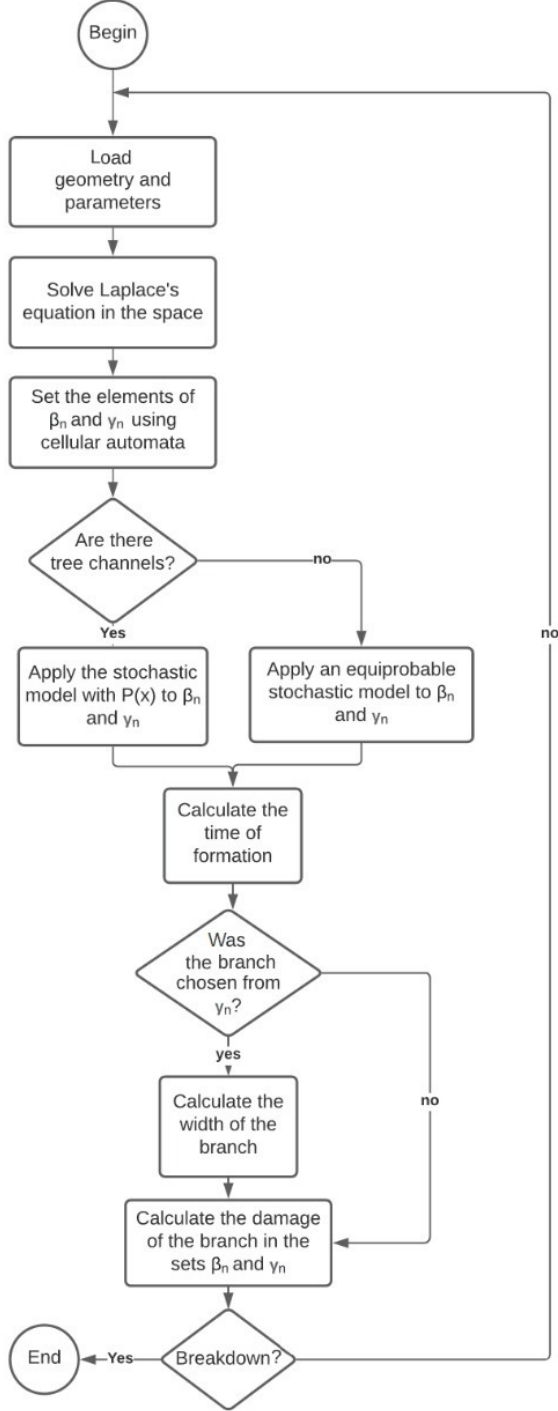 Begin
Load
geometry and
parameters
Solve Laplace's
equation in the space
Set the elements of
βₙ and γₙ using
cellular automata
Are there
tree channels?
no
Yes
no
Apply the stochastic
model with P(x) to βₙ
and γₙ
Apply an equiprobable
stochastic model to βₙ
and γₙ
Calculate the
time of
formation
Was
the branch
chosen from
γₙ?
yes
no
Calculate the
width of the
branch
Calculate the damage
of the branch in the
sets βₙ and γₙ
End
Yes
Breakdown?